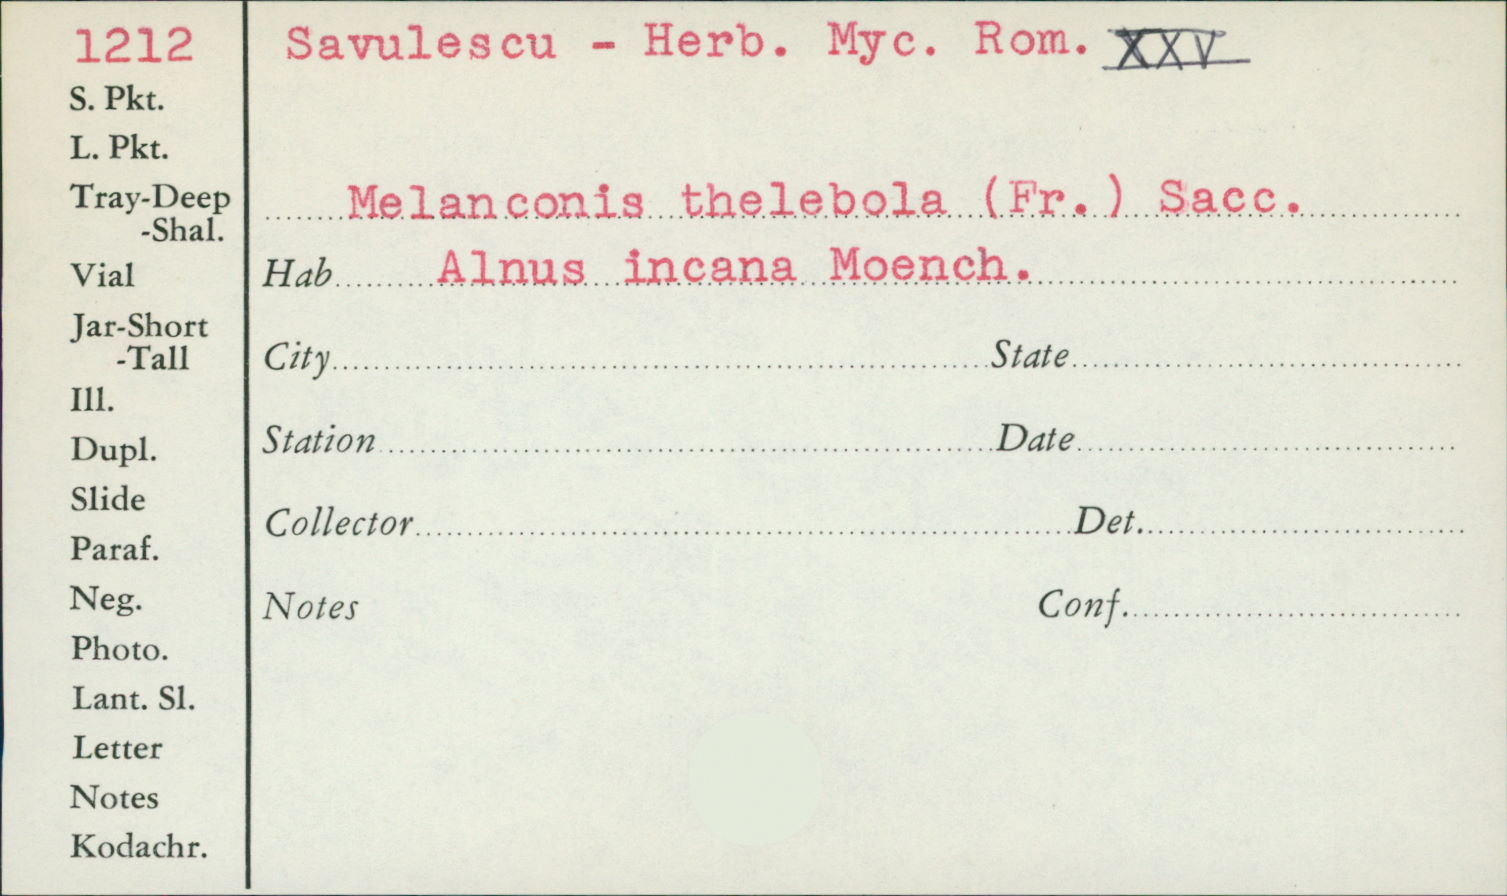 1212 Savulescu - Herb. Myc. Rom. XXV
S. Pkt.
L. Pkt.
Tray-Deep
-Shal.
Melanconis thelebola (Fr.) Sacc.
Vial
Hab Alnus incana Moench.
Jar-Short
-Tall
City State
Ill.
Dupl.
Station Date
Slide
Collector Det.
Paraf.
Neg.
Notes Conf.
Photo.
Lant. Sl.
Letter
Notes
Kodachr.